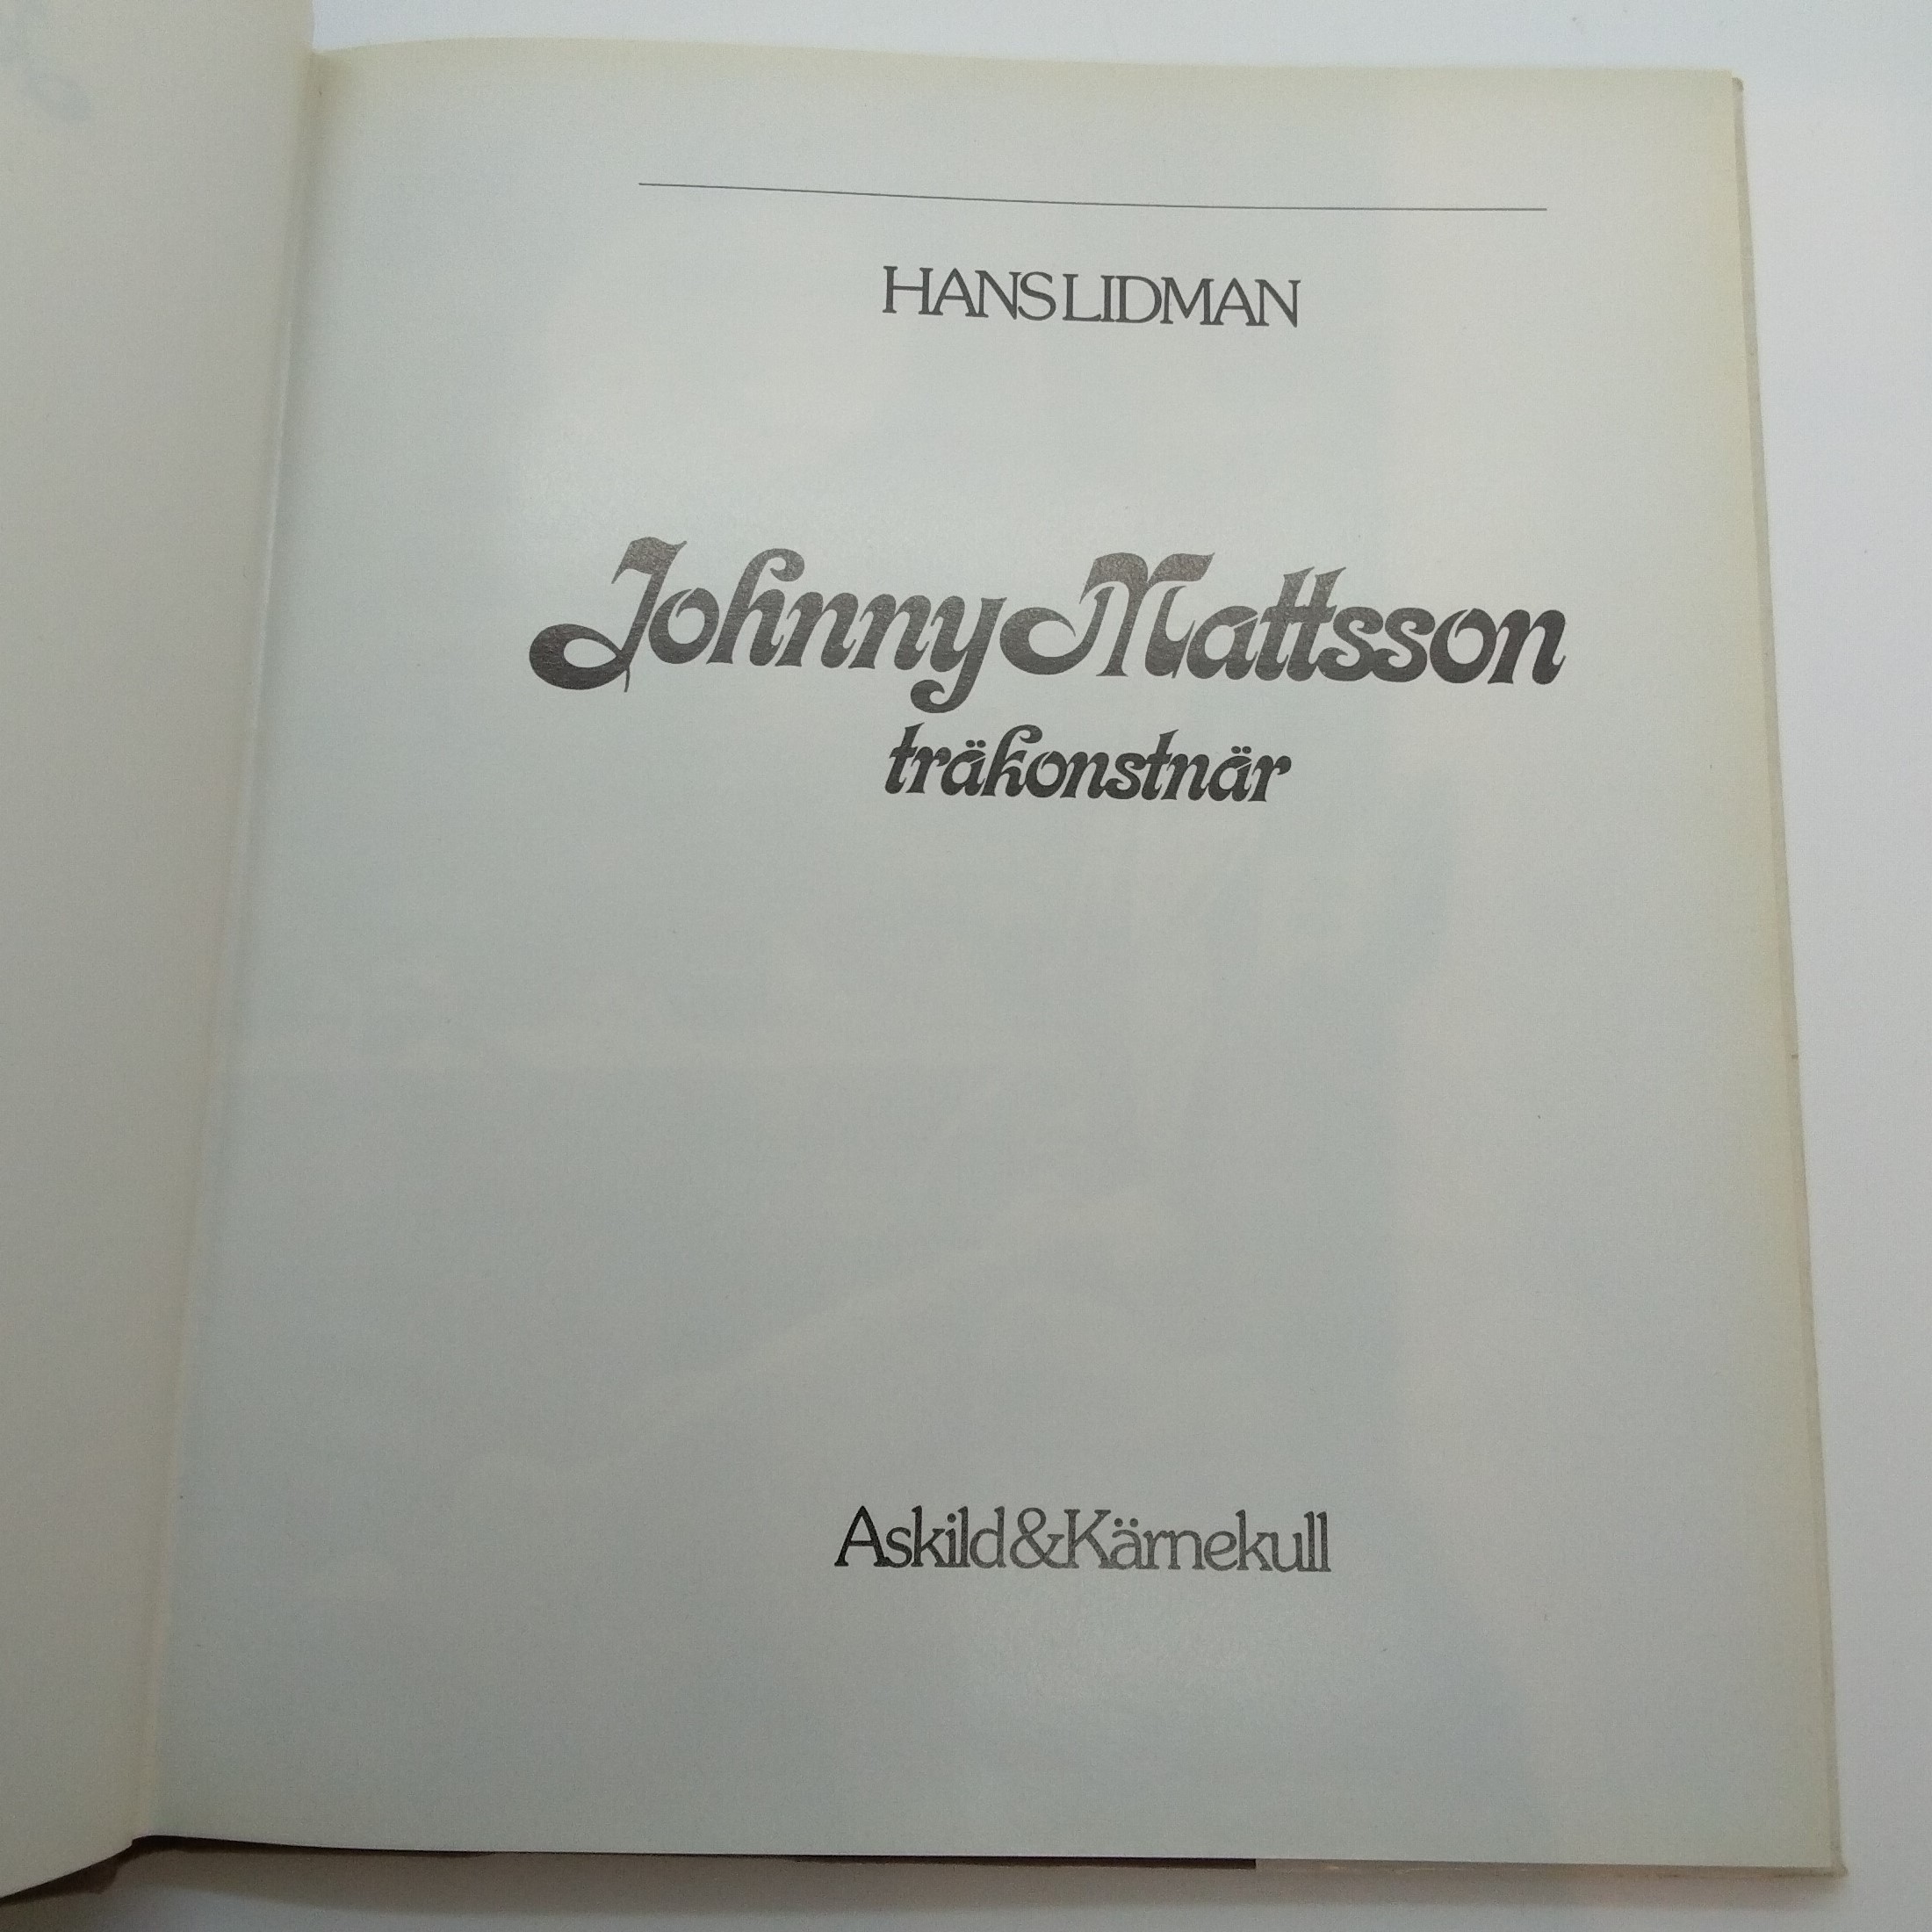 HANS LIDMAN
Johnny Mattsson
träkonstnär
Askild & Kärnekull